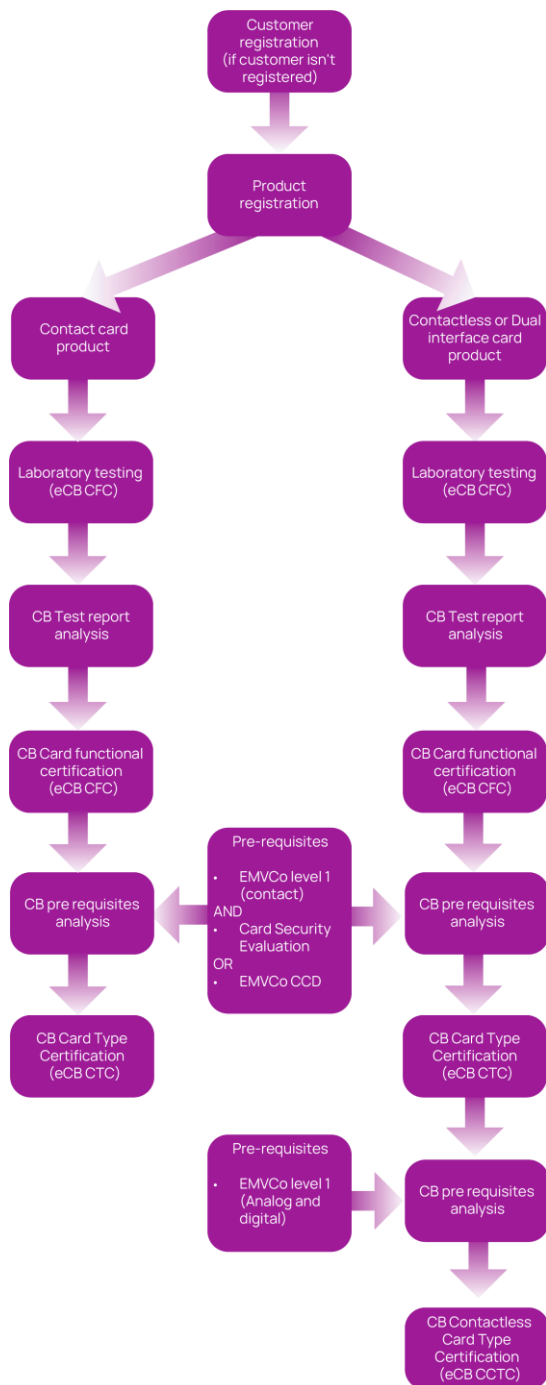 Customer
registration
(if customer isn't
registered)
Product
registration
Contact card
product
Contactless or Dual
interface card
product
Laboratory testing
(eCB CFC)
Laboratory testing
(eCB CFC)
CB Test report
analysis
CB Test report
analysis
CB Card functional
certification
(eCB CFC)
CB Card functional
certification
(eCB CFC)
Pre-requisites
• EMVCo level 1
(contact)
AND
• Card Security
Evaluation
OR
• EMVCo CCD
CB pre requisites
analysis
CB pre requisites
analysis
CB Card Type
Certification
(eCB CTC)
CB Card Type
Certification
(eCB CTC)
Pre-requisites
• EMVCo level 1
(Analog and
digital)
CB pre requisites
analysis
CB Contactless
Card Type
Certification
(eCB CCTC)